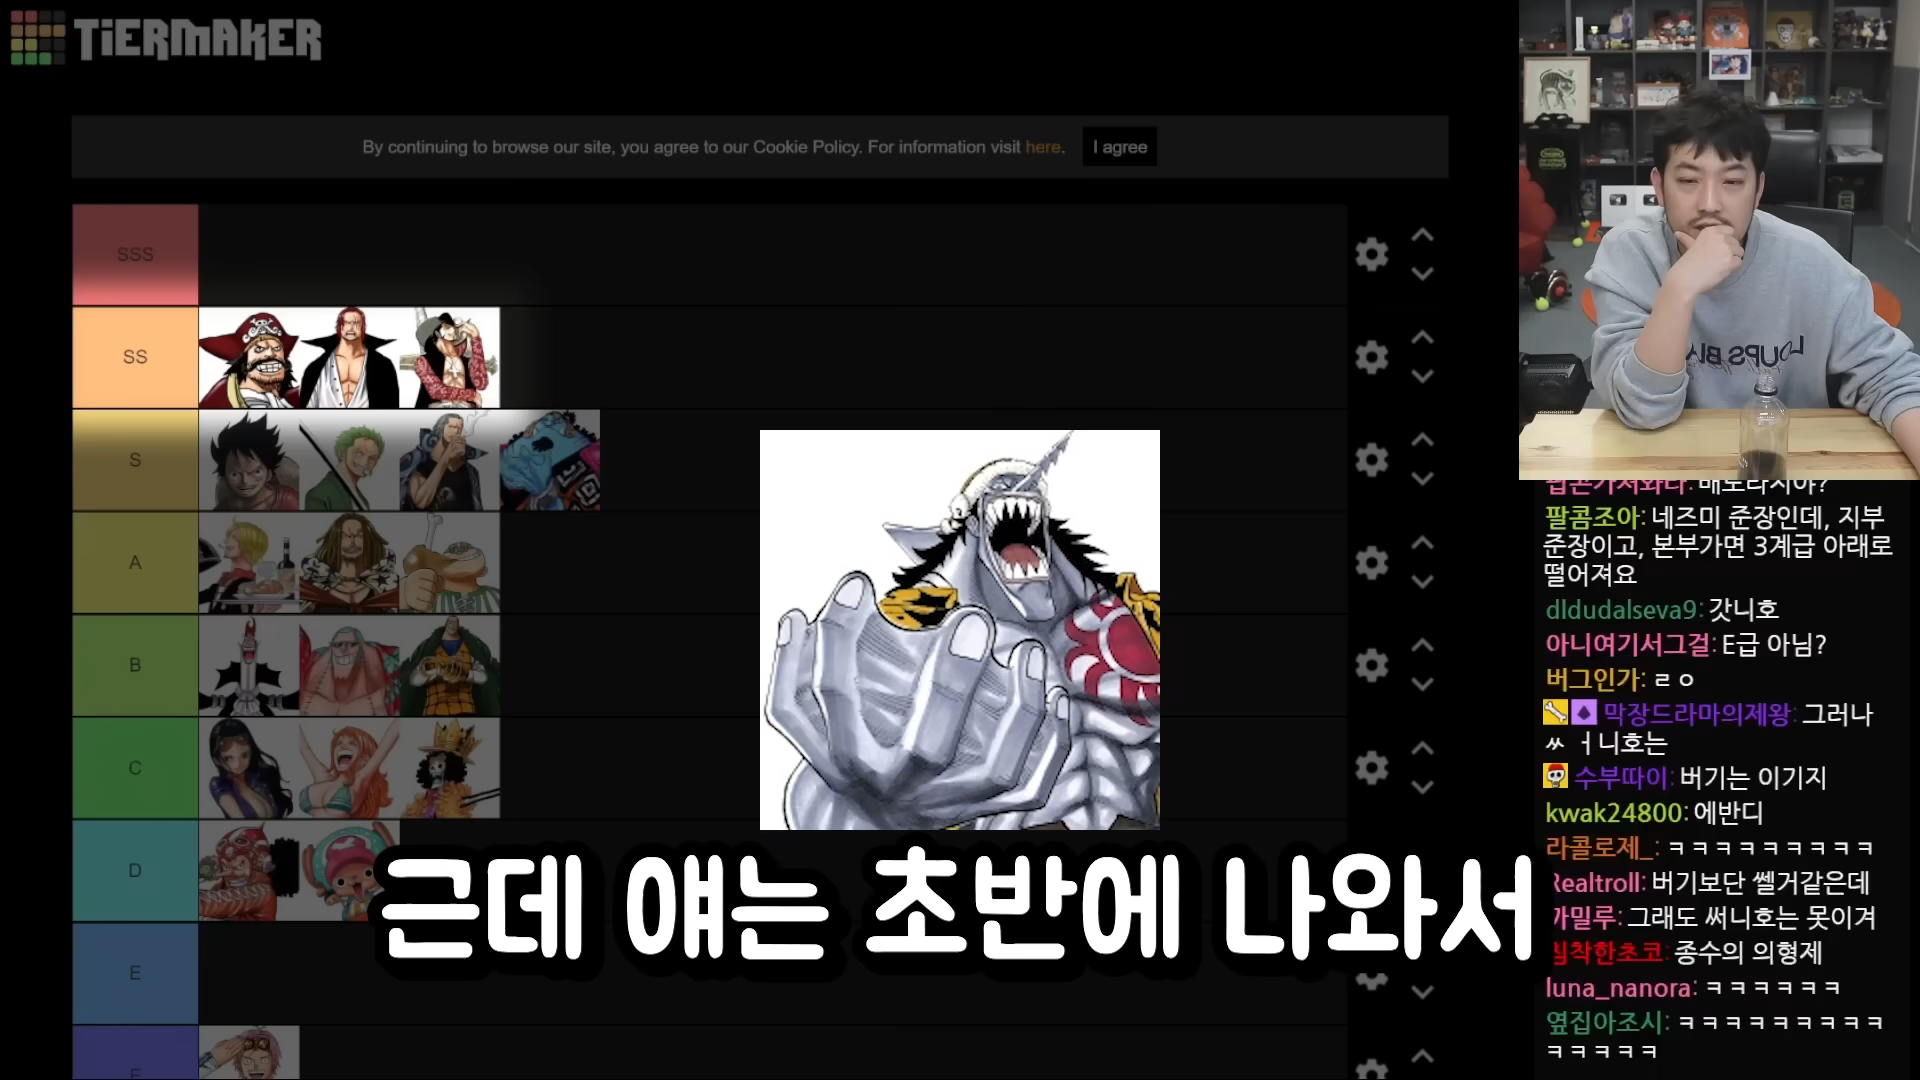 TiERMAKER
By continuing to browse our site, you agree to our Cookie Policy. For information visit here. I agree
SSS
SS
S
A
B
C
D
E
F
근데 얘는 초반에 나와서
LOUPS
배도라지야?
팔콤조아: 네즈미 준장인데, 지부
준장이고, 본부가면 3계급 아래로
떨어져요
dldudalseva9: 갓니호
아니여기서그걸: E급 아님?
버그인가: ㄹㅇ
막장드라마의제왕: 그러나
ㅆ ㅓ니호는
수부따이: 버기는 이기지
kwak24800: 에반디
라콜로제_: ㅋㅋㅋㅋㅋㅋㅋㅋㅋ
Realtroll: 버기보단 쎌거같은데
까밀루: 그래도 써니호는 못이겨
침착한초코: 종수의 의형제
luna_nanora: ㅋㅋㅋㅋㅋㅋ
옆집아조시: ㅋㅋㅋㅋㅋㅋㅋㅋㅋ
ㅋㅋㅋㅋㅋ